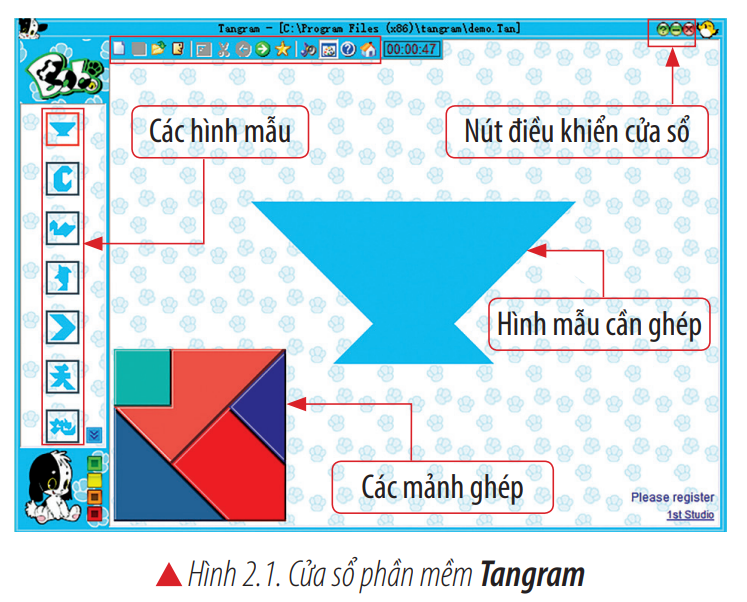 Tangram - [C:\Program Files (x86)\tangram\demo.Tan]
00:00:47
Các hình mẫu
Nút điều khiển cửa sổ
Hình mẫu cần ghép
Các mảnh ghép
Please register
1st Studio
Hình 2.1. Cửa sổ phần mềm Tangram